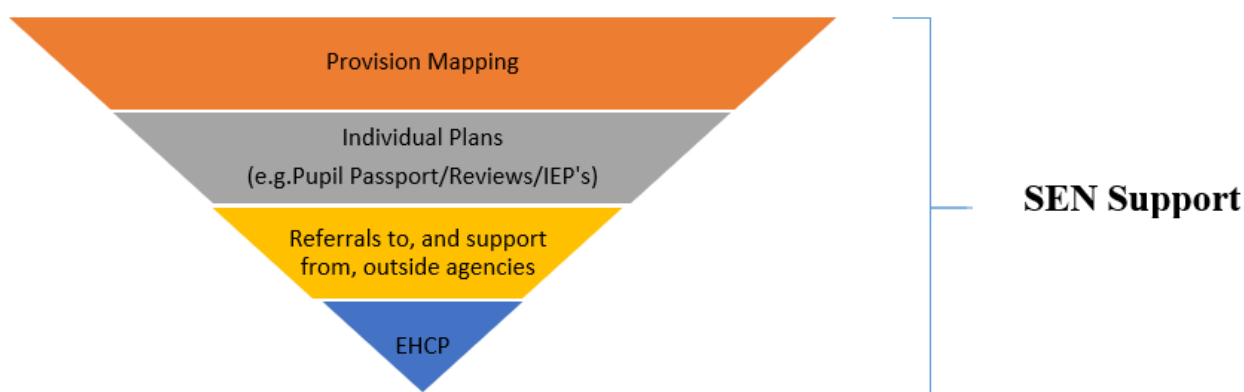 Provision Mapping
Individual Plans
(e.g.Pupil Passport/Reviews/IEP's)
Referrals to, and support
from, outside agencies
EHCP
SEN Support